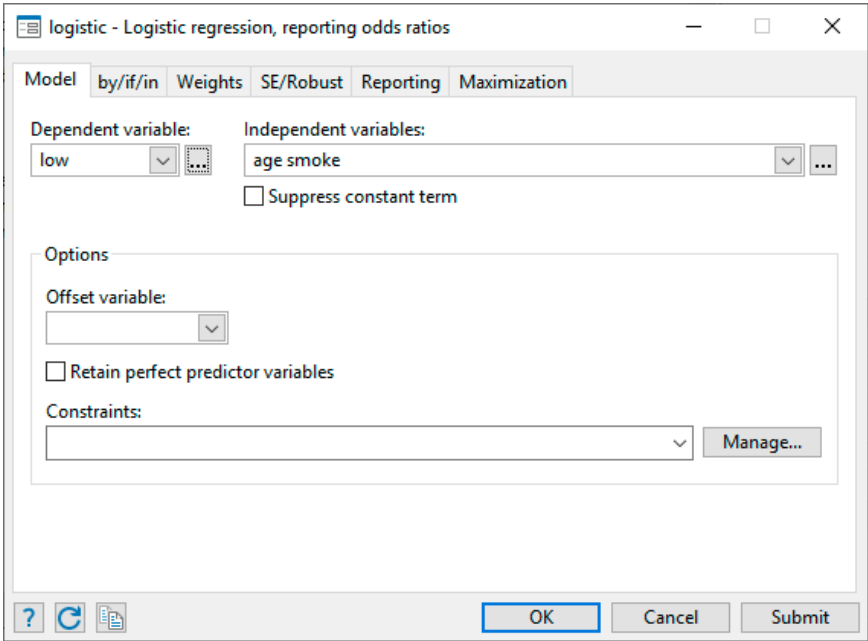 logistic - Logistic regression, reporting odds ratios
Model by/if/in Weights SE/Robust Reporting Maximization
Dependent variable: Independent variables:
low ... age smoke ...
Suppress constant term
Options
Offset variable:
Retain perfect predictor variables
Constraints:
Manage...
? OK Cancel Submit